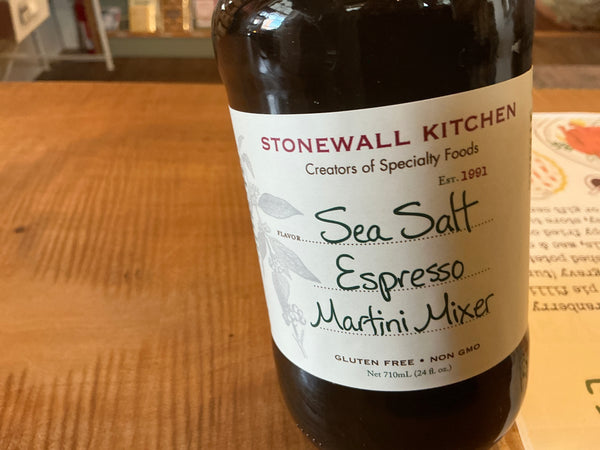 STONEWALL KITCHEN
Creators of Specialty Foods
EST. 1991
FLAVOR Sea Salt
Espresso
Martini Mixer
GLUTEN FREE • NON GMO
Net 710mL (24 fl. oz.)